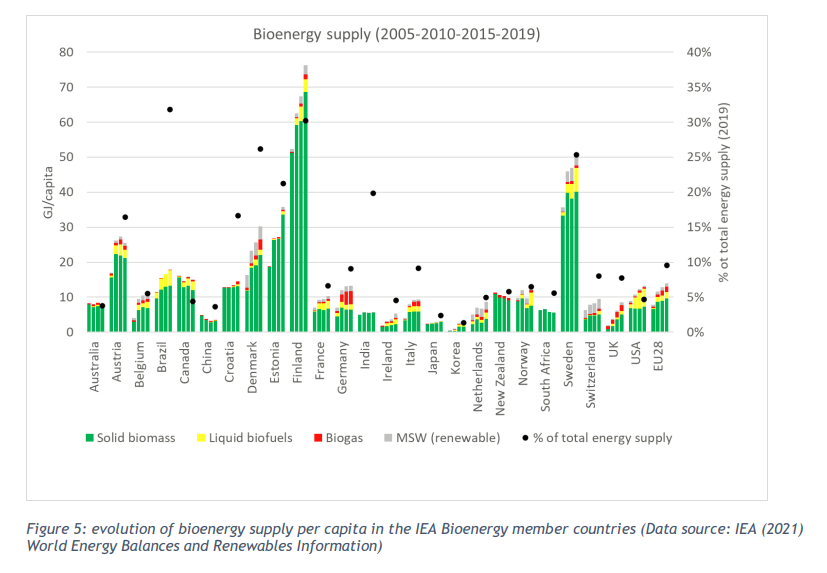 Bioenergy supply (2005-2010-2015-2019)
80
70
60
50
40
30
20
10
0
GJ/capita
40%
35%
30%
25%
20%
15%
10%
5%
0%
% ot total energy supply (2019)
Australia
Austria
Belgium
Brazil
Canada
China
Croatia
Denmark
Estonia
Finland
France
Germany
India
Ireland
Italy
Japan
Korea
Netherlands
New Zealand
Norway
South Africa
Sweden
Switzerland
UK
USA
EU28
Solid biomass
Liquid biofuels
Biogas
MSW (renewable)
% of total energy supply
Figure 5: evolution of bioenergy supply per capita in the IEA Bioenergy member countries (Data source: IEA (2021)
World Energy Balances and Renewables Information)